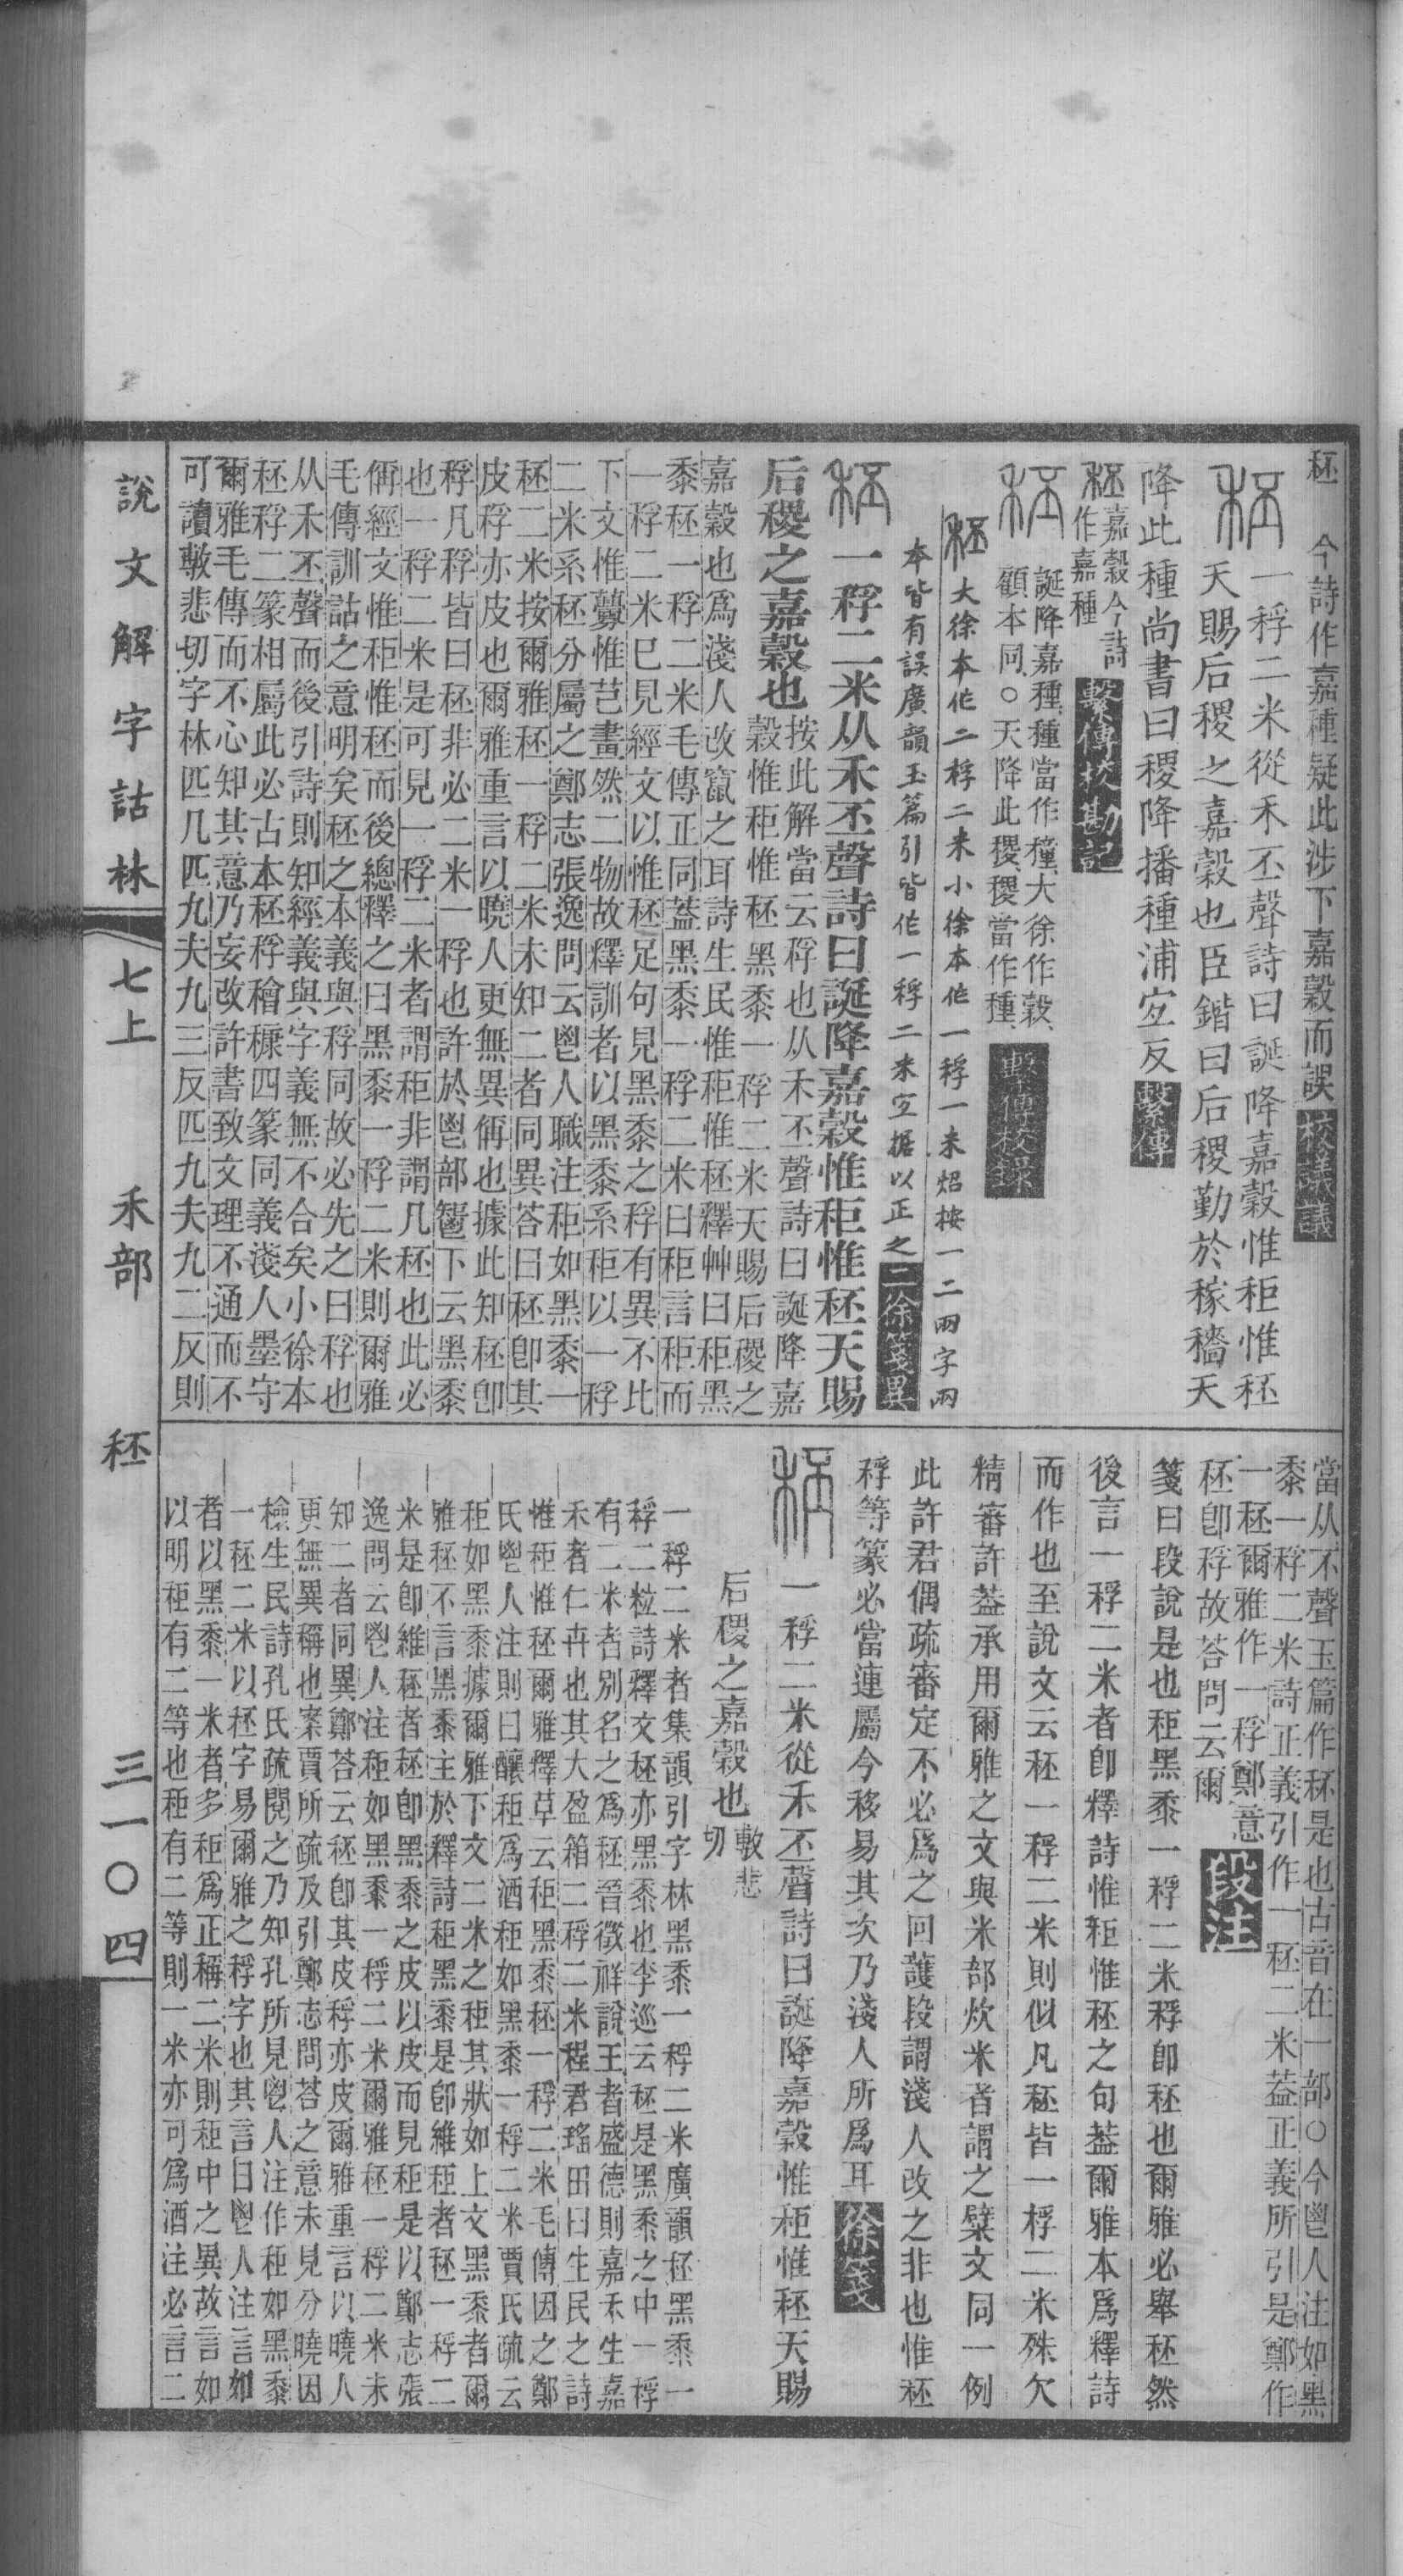 秠　今詩作嘉種疑此涉下嘉穀而誤校議議
一稃二米從禾丕聲詩曰誕降嘉穀惟秬惟秠
天賜后稷之嘉穀也臣鍇曰后稷勤於稼穡天
降此種尚書曰稷降播種浦宓反繫傳
秠嘉穀今詩
作嘉種
繫傳校勘記
誕降嘉種種當作穜大徐作穀
顧本同○天降此稷稷當作種
繫傳校錄
秠大徐本作二稃二米小徐本作一稃一米炤按一二兩字兩
本皆有誤廣韻玉篇引皆作一稃二米宜據以正之二徐箋異
一稃二米从禾丕聲詩曰誕降嘉穀惟秬惟秠天賜
后稷之嘉穀也
按此解當云稃也从禾丕聲詩曰誕降嘉
穀惟秬惟秠黑黍一稃二米天賜后稷之
嘉穀也爲淺人改竄之耳詩生民惟秬惟秠釋艸曰秬黑
黍秠一稃二米毛傳正同葢黑黍一稃二米曰秬言秬而
一稃二米巳見經文以惟秠足句見黑黍之稃有異不比
下文惟虋惟芑畫然二物故釋訓者以黑黍系秬以一稃
二米系秠分屬之鄭志張逸問云鬯人職注秬如黑黍一
秠二米按爾雅秠一稃二米未知二者同異荅曰秠卽其
皮稃亦皮也爾雅重言以曉人更無異偁也據此知秠卽
稃凡稃皆曰秠非必二米一稃也許於鬯部䆂下云黑黍
也一稃二米是可見一稃二米者謂秬非謂凡秠也此必
偁經文惟秬惟秠而後總釋之曰黑黍一稃二米則爾雅
毛傳訓詁之意明矣秠之本義與稃同故必先之曰稃也
从禾丕聲而後引詩則知經義與字義無不合矣小徐本
秠稃二篆相屬此必古本秠稃穭穅四篆同義淺人墨守
爾雅毛傳而不心知其意乃妄改許書致文理不通而不
可讀敷悲切字林匹几匹九夫九三反匹九夫九二反則
當从不聲玉篇作秠是也古音在一部○今鬯人注如黑
黍一稃二米詩正義引作一秠二米葢正義所引是鄭作
一秠爾雅作一稃鄭意
秠卽稃故荅問云爾
段注
箋曰段說是也秬黑黍一稃二米稃卽秠也爾雅必舉秠然
後言一稃二米者卽釋詩惟秬惟秠之句葢爾雅本爲釋詩
而作也至說文云秠一稃二米則似凡秠皆一稃二米殊欠
精審許葢承用爾雅之文與米部炊米者謂之糪文同一例
此許君偶疏審定不必爲之回護段謂淺人改之非也惟秠
稃等篆必當連屬今移易其次乃淺人所爲耳徐箋
一稃二米從禾丕聲詩曰誕降嘉穀惟秬惟秠天賜
后稷之嘉穀也敷悲切
一稃二米者集韻引字林黑黍一稃二米廣韻秠黑黍一
稃二粒詩釋文秠亦黑黍也李巡云秠是黑黍之中一稃
有二米者別名之爲秠晉徵祥說王者盛德則嘉禾生嘉
禾者仁卉也其大盈箱二稃二米程君瑤田曰生民之詩
惟秬惟秠爾雅釋草云秬黑黍秠一稃二米毛傳因之鄭
氏鬯人注則曰釀秬爲酒秬如黑黍一稃二米賈氏疏云
秬如黑黍據爾雅下文二米之秬其狀如上文黑黍者爾
雅秠不言黑黍主於釋詩秬黑黍是卽維秬者秠一稃二
米是卽維秠者秠卽黑黍之皮以皮而見秬是以鄭志張
逸問云鬯人注秬如黑黍一稃二米爾雅秠一稃二米未
知二者同異鄭荅云秠卽其皮稃亦皮爾雅重言以曉人
更無異稱也案賈所疏及引鄭志問荅之意未見分曉因
檢生民詩孔氏疏閱之乃知孔所見鬯人注作秬如黑黍
一秠二米以秠字易爾雅之稃字也其言曰鬯人注言如
者以黑黍一米者多秬爲正稱二米則秬中之異故言如
以明秬有二等也秬有二等則一米亦可爲酒注必言二
說文解字詁林　七上　禾部　秠　三一○四